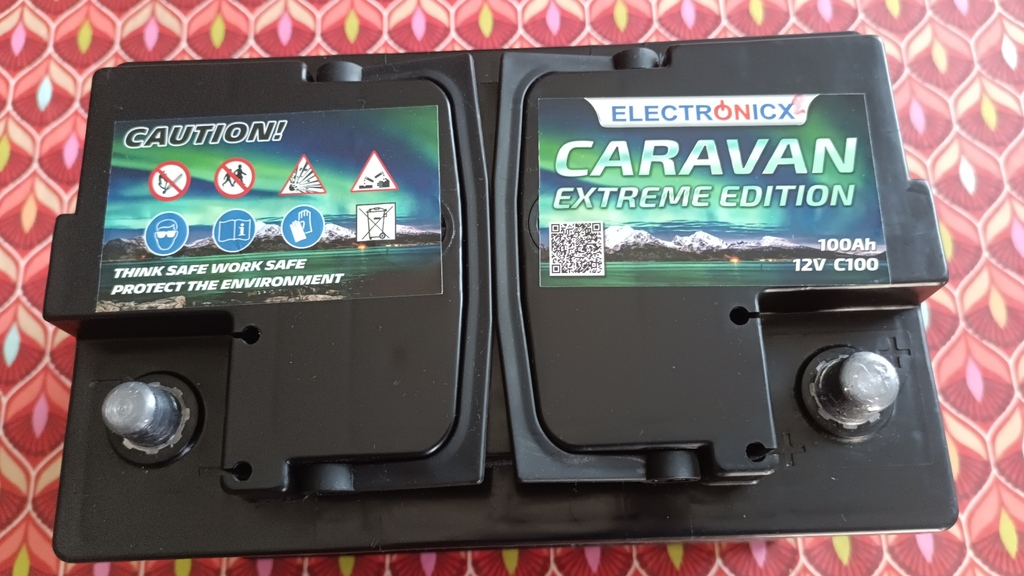 CAUTION!
THINK SAFE WORK SAFE
PROTECT THE ENVIRONMENT
ELECTRONICX
CARAVAN
EXTREME EDITION
100Ah
12V C100
+
+